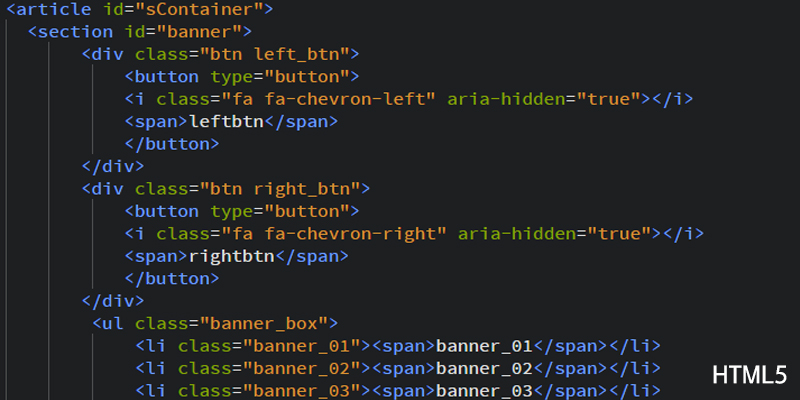 <article id="sContainer">
<section id="banner">
<div class="btn left_btn">
<button type="button">
<i class="fa fa-chevron-left" aria-hidden="true"></i>
<span>leftbtn</span>
</button>
</div>
<div class="btn right_btn">
<button type="button">
<i class="fa fa-chevron-right" aria-hidden="true"></i>
<span>rightbtn</span>
</button>
</div>
<ul class="banner_box">
<li class="banner_01"><span>banner_01</span></li>
<li class="banner_02"><span>banner_02</span></li>
<li class="banner_03"><span>banner_03</span></li>
HTML5